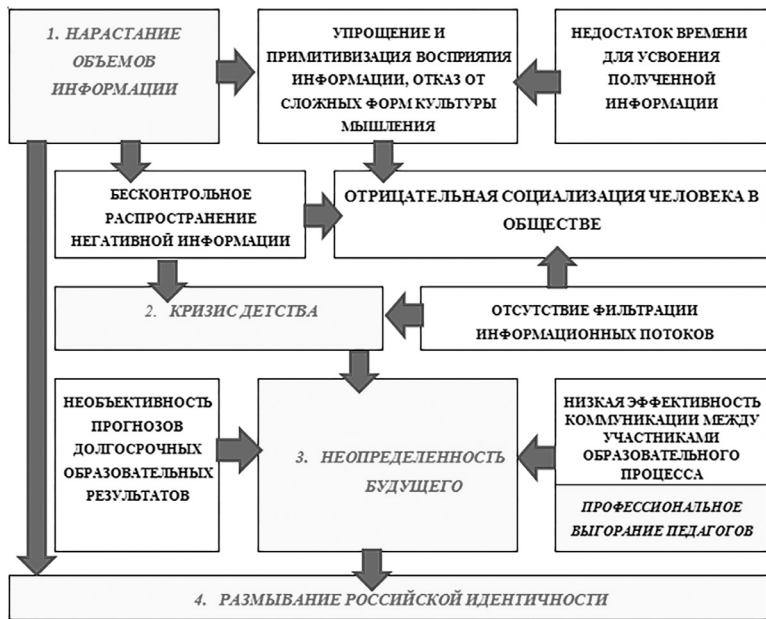 1. НАРАСТАНИЕ
ОБЪЕМОВ
ИНФОРМАЦИИ
УПРОЩЕНИЕ И
ПРИМИТИВИЗАЦИЯ ВОСПРИЯТИЯ
ИНФОРМАЦИИ, ОТКАЗ ОТ
СЛОЖНЫХ ФОРМ КУЛЬТУРЫ
МЫШЛЕНИЯ
НЕДОСТАТОК ВРЕМЕНИ
ДЛЯ УСВОЕНИЯ
ПОЛУЧЕННОЙ
ИНФОРМАЦИИ
БЕСКОНТРОЛЬНОЕ
РАСПРОСТРАНЕНИЕ
НЕГАТИВНОЙ ИНФОРМАЦИИ
ОТРИЦАТЕЛЬНАЯ СОЦИАЛИЗАЦИЯ ЧЕЛОВЕКА В
ОБЩЕСТВЕ
2. КРИЗИС ДЕТСТВА
ОТСУТСТВИЕ ФИЛЬТРАЦИИ
ИНФОРМАЦИОННЫХ ПОТОКОВ
НЕОБЪЕКТИВНОСТЬ
ПРОГНОЗОВ
ДОЛГОСРОЧНЫХ
ОБРАЗОВАТЕЛЬНЫХ
РЕЗУЛЬТАТОВ
3. НЕОПРЕДЕЛЕННОСТЬ
БУДУЩЕГО
НИЗКАЯ ЭФФЕКТИВНОСТЬ
КОММУНИКАЦИИ МЕЖДУ
УЧАСТНИКАМИ
ОБРАЗОВАТЕЛЬНОГО
ПРОЦЕССА
ПРОФЕССИОНАЛЬНОЕ
ВЫГОРАНИЕ ПЕДАГОГОВ
4. РАЗМЫВАНИЕ РОССИЙСКОЙ ИДЕНТИЧНОСТИ